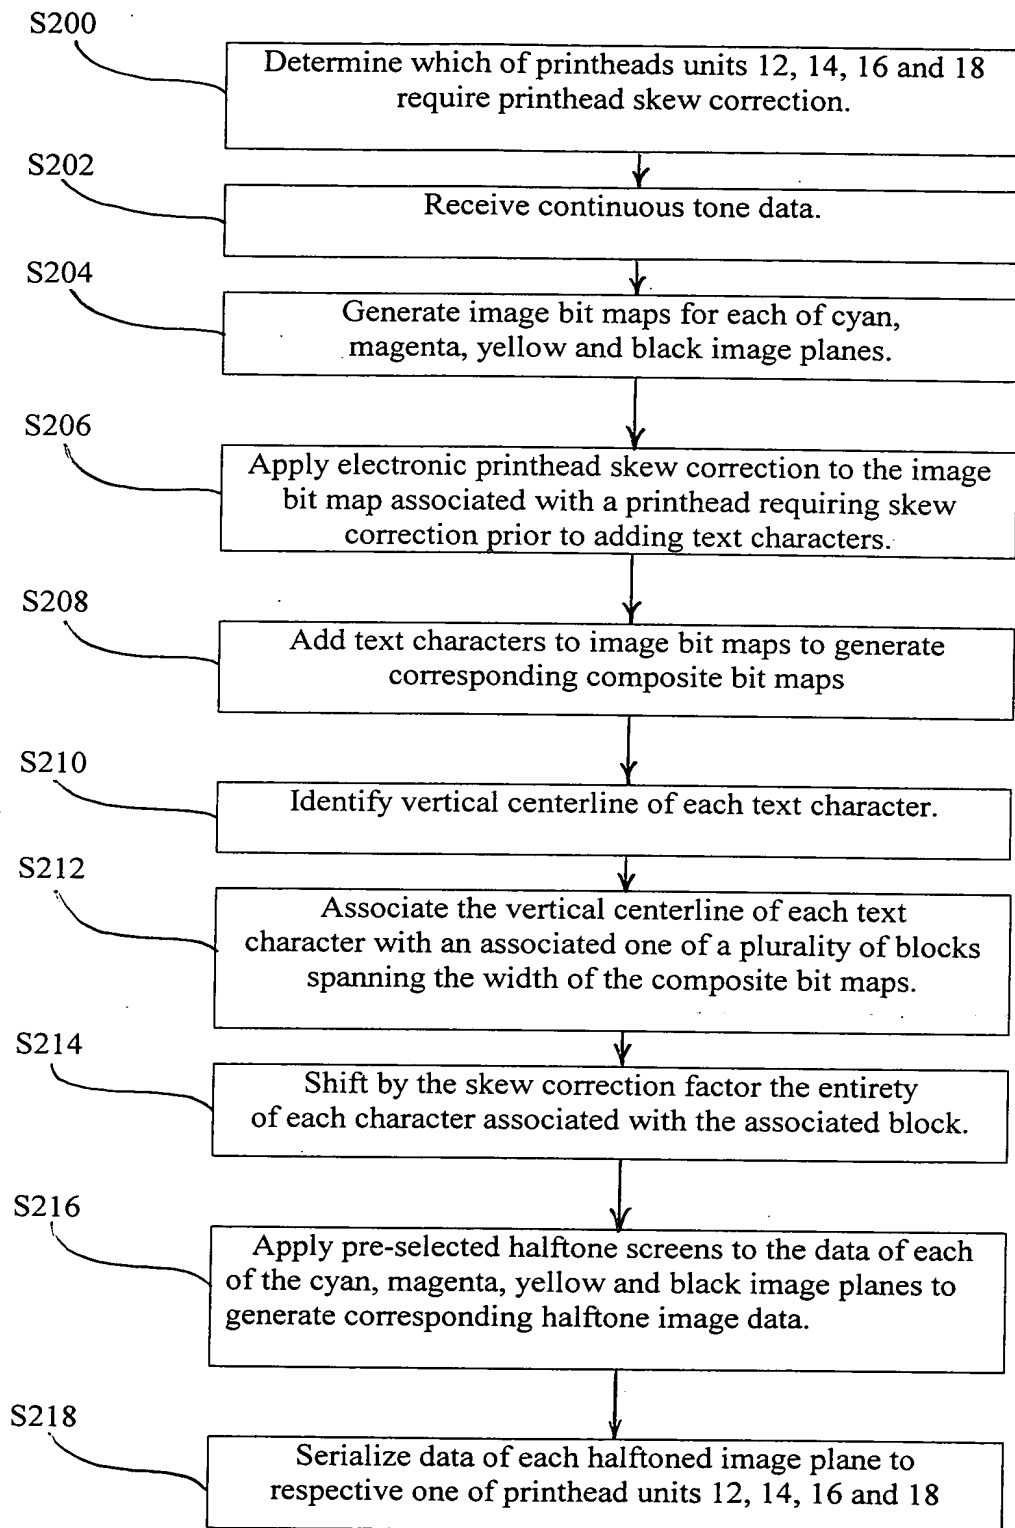 S200
Determine which of printheads units 12, 14, 16 and 18
require printhead skew correction.
S202
Receive continuous tone data.
S204
Generate image bit maps for each of cyan,
magenta, yellow and black image planes.
S206
Apply electronic printhead skew correction to the image
bit map associated with a printhead requiring skew
correction prior to adding text characters.
S208
Add text characters to image bit maps to generate
corresponding composite bit maps
S210
Identify vertical centerline of each text character.
S212
Associate the vertical centerline of each text
character with an associated one of a plurality of blocks
spanning the width of the composite bit maps.
S214
Shift by the skew correction factor the entirety
of each character associated with the associated block.
S216
Apply pre-selected halftone screens to the data of each
of the cyan, magenta, yellow and black image planes to
generate corresponding halftone image data.
S218
Serialize data of each halftoned image plane to
respective one of printhead units 12, 14, 16 and 18